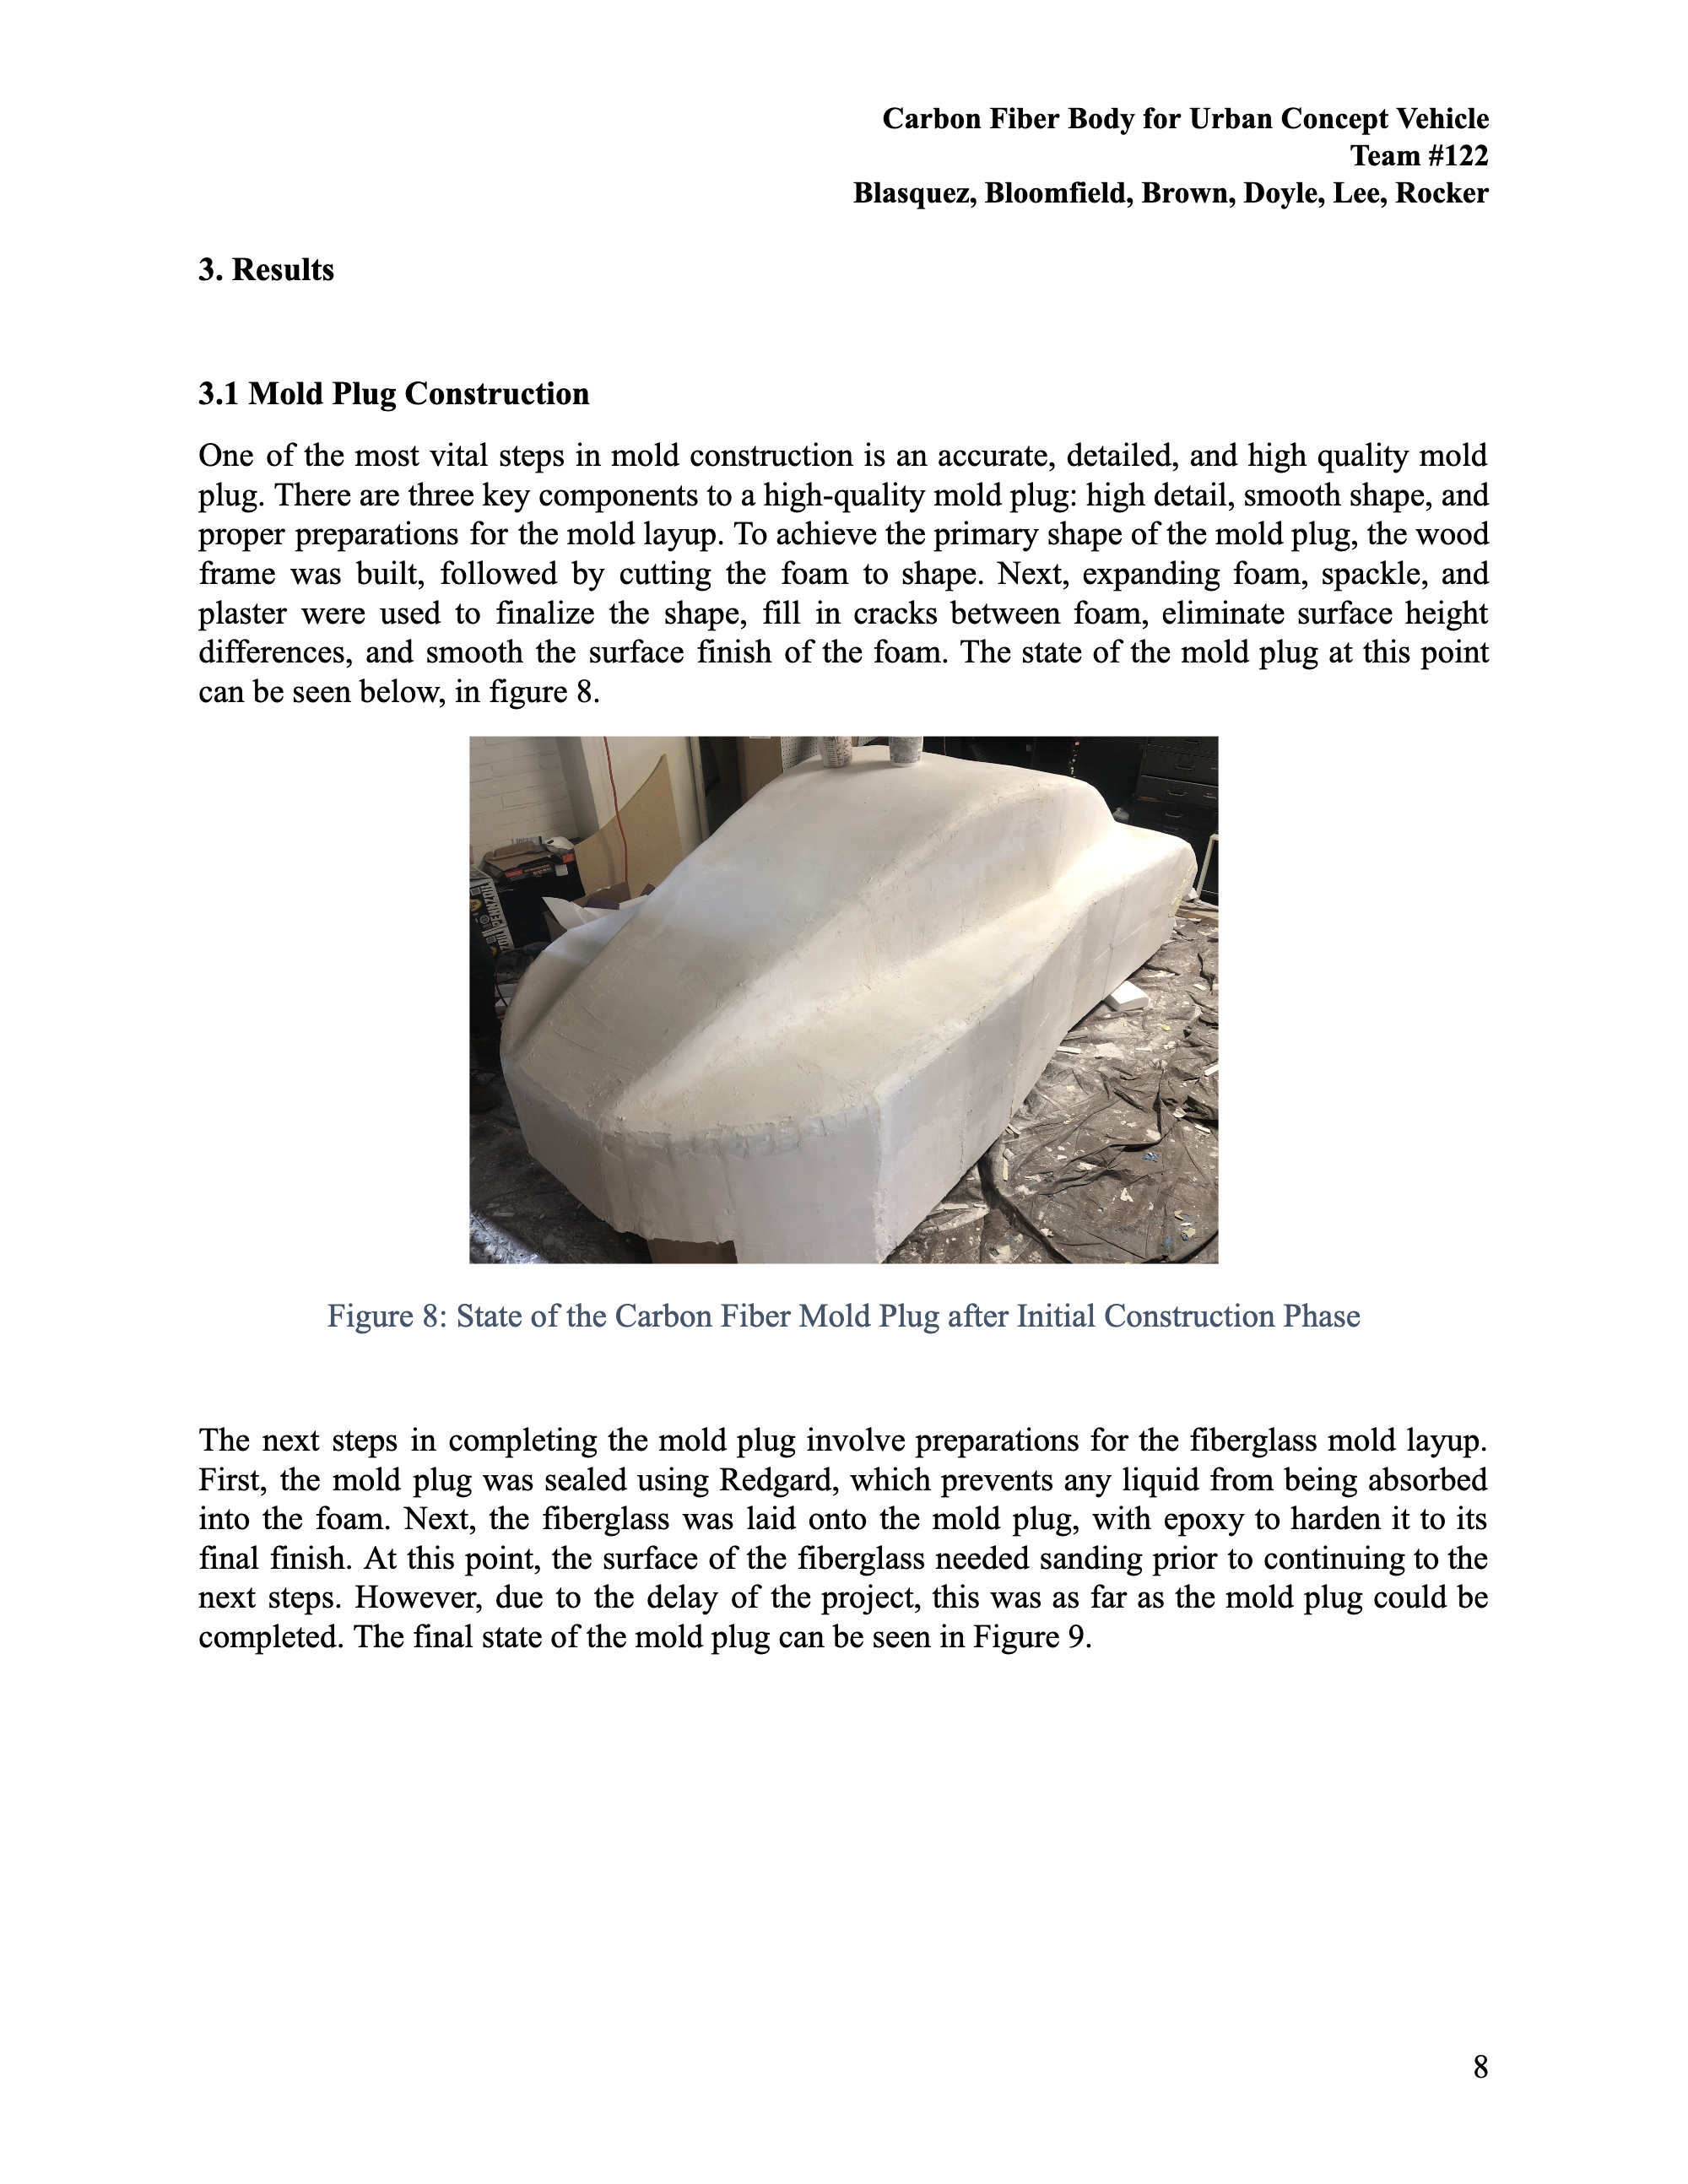 Carbon Fiber Body for Urban Concept Vehicle
Team #122
Blasquez, Bloomfield, Brown, Doyle, Lee, Rocker
3. Results
3.1 Mold Plug Construction
One of the most vital steps in mold construction is an accurate, detailed, and high quality mold
plug. There are three key components to a high-quality mold plug: high detail, smooth shape, and
proper preparations for the mold layup. To achieve the primary shape of the mold plug, the wood
frame was built, followed by cutting the foam to shape. Next, expanding foam, spackle, and
plaster were used to finalize the shape, fill in cracks between foam, eliminate surface height
differences, and smooth the surface finish of the foam. The state of the mold plug at this point
can be seen below, in figure 8.
Figure 8: State of the Carbon Fiber Mold Plug after Initial Construction Phase
The next steps in completing the mold plug involve preparations for the fiberglass mold layup.
First, the mold plug was sealed using Redgard, which prevents any liquid from being absorbed
into the foam. Next, the fiberglass was laid onto the mold plug, with epoxy to harden it to its
final finish. At this point, the surface of the fiberglass needed sanding prior to continuing to the
next steps. However, due to the delay of the project, this was as far as the mold plug could be
completed. The final state of the mold plug can be seen in Figure 9.
8